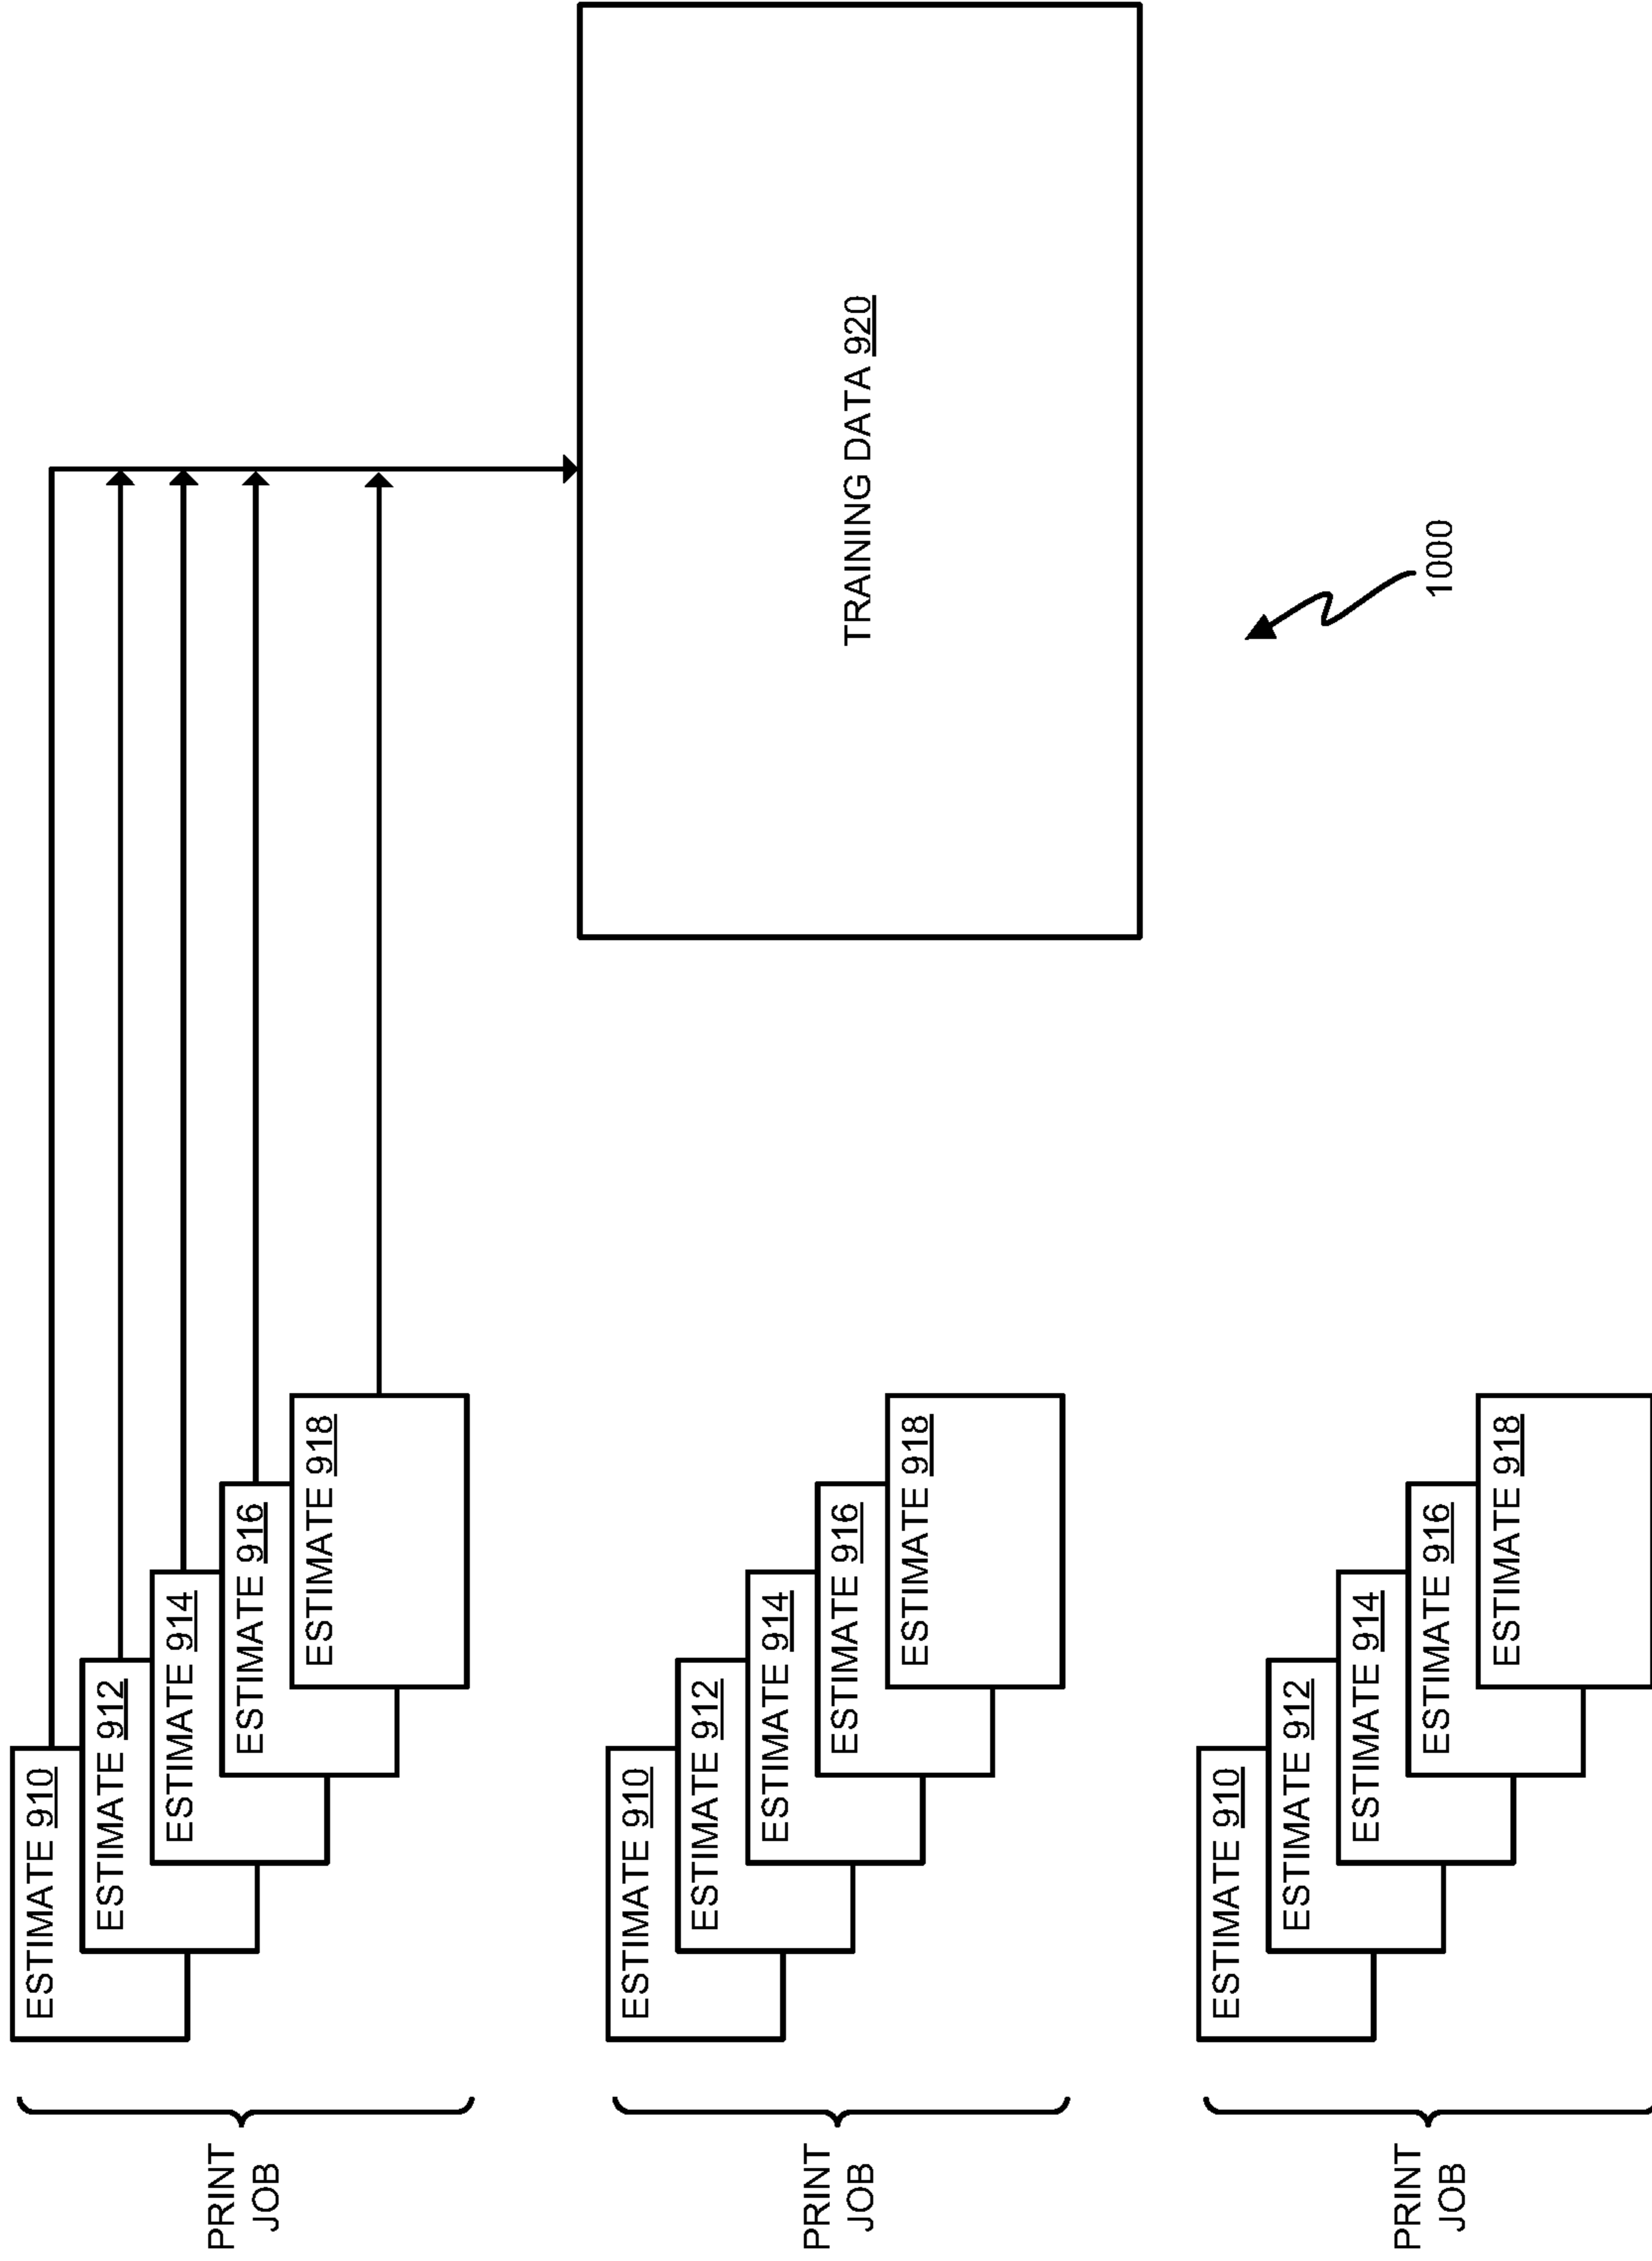 PRINT
JOB
ESTIMATE 910
ESTIMATE 912
ESTIMATE 914
ESTIMATE 916
ESTIMATE 918
PRINT
JOB
ESTIMATE 910
ESTIMATE 912
ESTIMATE 914
ESTIMATE 916
ESTIMATE 918
PRINT
JOB
ESTIMATE 910
ESTIMATE 912
ESTIMATE 914
ESTIMATE 916
ESTIMATE 918
TRAINING DATA 920
1000